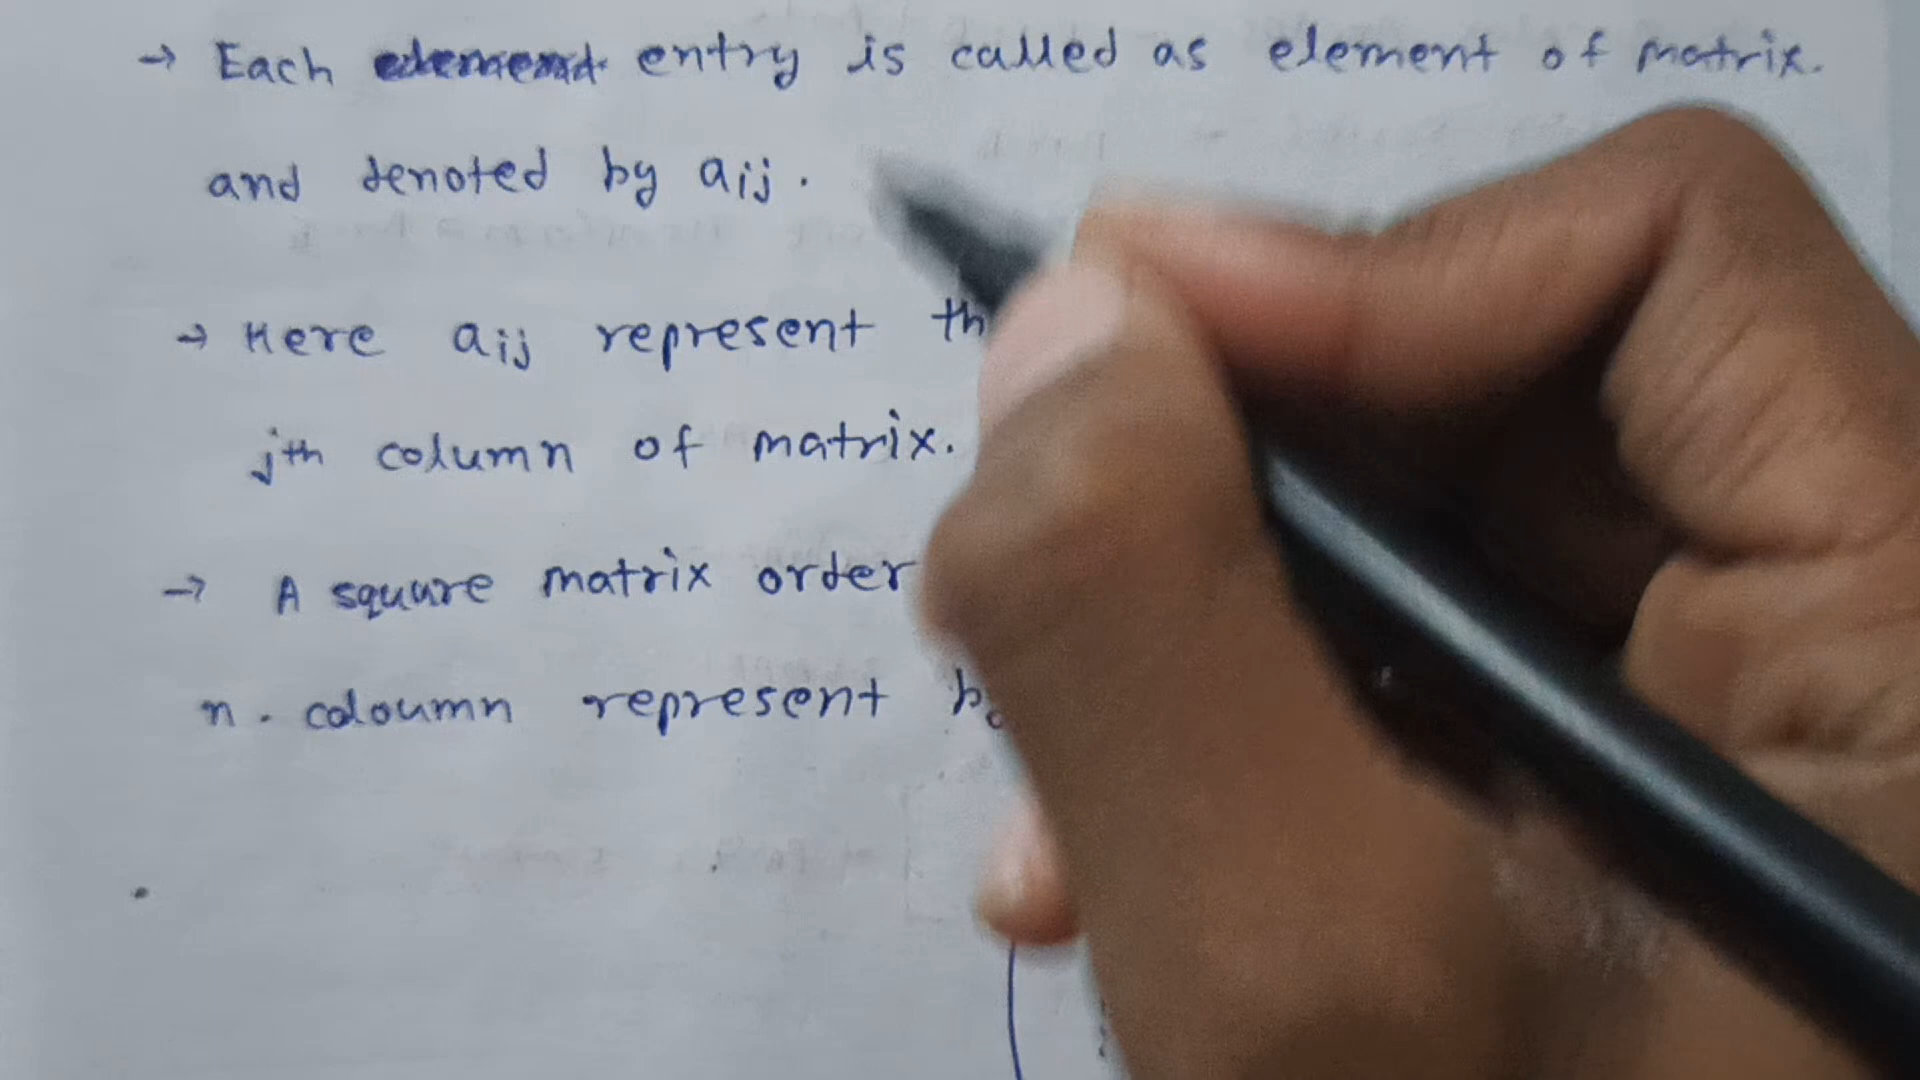 → Each entry is called as element of matrix.
and denoted by aij.
→ Here aij represent th
jth column of matrix.
→ A square matrix order
n. coloumn represent